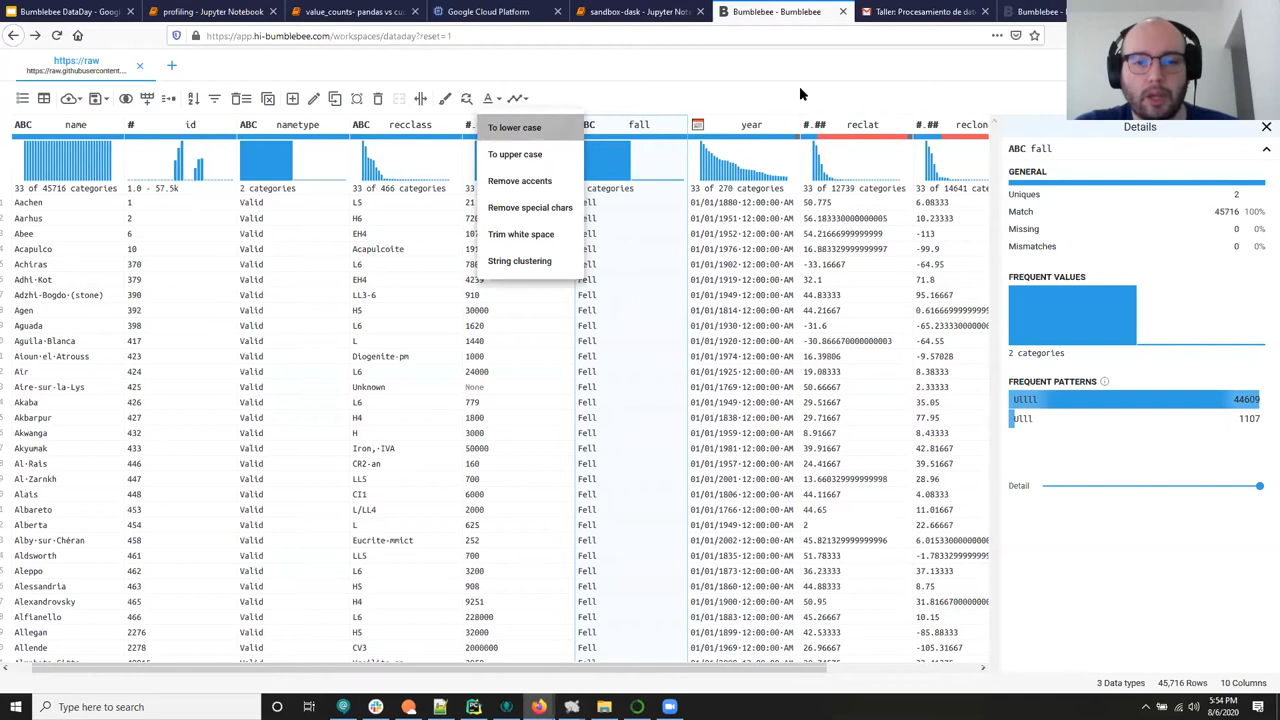 Bumblebee DataDay - Goo
profiling - Jupyter Notebook
value_counts- pandas vs cu
Google Cloud Platform
sandbox-dask - Jupyter Not
Bumblebee - Bumblebee
Taller: Procesamiento de dato
Bumblebee - Bumblebe
https://app.hi-bumblebee.com/workspaces/dataday?reset=1
https://raw
https://raw.githubusercontent....
ABC name # id ABC nametype ABC recclass #. BC fall year #.## reclat #.## reclon
33 of 45716 categories 1.0 - 57.5k 2 categories 33 of 466 categories categories 33 of 270 categories 33 of 12739 categories 33 of 14641 categories
To lower case
To upper case
Remove accents
Remove special chars
Trim white space
String clustering
Aachen 1 Valid L5 21 Fell 01/01/1880·12:00:00·AM 50.775 6.08333
Aarhus 2 Valid H6 720 Fell 01/01/1951·12:00:00·AM 56.183330000000005 10.23333
Abee 6 Valid EH4 107 Fell 01/01/1952·12:00:00·AM 54.21666999999999 -113
Acapulco 10 Valid Acapulcoite 191 Fell 01/01/1976·12:00:00·AM 16.883329999999997 -99.9
Achiras 370 Valid L6 780 Fell 01/01/1902·12:00:00·AM -33.16667 -64.95
Adhi·Kot 379 Valid EH4 4239 Fell 01/01/1919·12:00:00·AM 32.1 71.8
Adzhi-Bogdo·(stone) 390 Valid LL3-6 910 Fell 01/01/1949·12:00:00·AM 44.83333 95.16667
Agen 392 Valid H5 30000 Fell 01/01/1814·12:00:00·AM 44.21667
Aguada 398 Valid L6 1620 Fell 01/01/1930·12:00:00·AM -31.6
Aguila·Blanca 417 Valid L 1440 Fell 01/01/1920·12:00:00·AM -30.866670000000003 -64.55
Aioun·el·Atrouss 423 Valid Diogenite-pm 1000 Fell 01/01/1974·12:00:00·AM 16.39806 -9.57028
Aïr 424 Valid L6 24000 Fell 01/01/1925·12:00:00·AM 19.08333 8.38333
Aire-sur-la-Lys 425 Valid Unknown None Fell 01/01/1769·12:00:00·AM 50.66667 2.33333
Akaba 426 Valid L6 779 Fell 01/01/1949·12:00:00·AM 29.51667 35.05
Akbarpur 427 Valid H4 1800 Fell 01/01/1838·12:00:00·AM 29.71667 77.95
Akwanga 432 Valid H 3000 Fell 01/01/1959·12:00:00·AM 8.91667 8.43333
Akyumak 433 Valid Iron,·IVA 50000 Fell 01/01/1981·12:00:00·AM 39.91667 42.81667
Al·Rais 446 Valid CR2-an 160 Fell 01/01/1957·12:00:00·AM 24.41667 39.51667
Al·Zarnkh 447 Valid LL5 700 Fell 01/01/2001·12:00:00·AM 13.660329999999998 28.96
Alais 448 Valid CI1 6000 Fell 01/01/1806·12:00:00·AM 44.11667 4.08333
Albareto 453 Valid L/LL4 2000 Fell 01/01/1766·12:00:00·AM 44.65 11.01667
Alberta 454 Valid L 625 Fell 01/01/1949·12:00:00·AM 2 22.66667
Alby·sur·Chéran 458 Valid Eucrite-mmict 252 Fell 01/01/2002·12:00:00·AM 45.821329999999996
Aldsworth 461 Valid LL5 700 Fell 01/01/1835·12:00:00·AM 51.78333
Aleppo 462 Valid L6 3200 Fell 01/01/1873·12:00:00·AM 36.23333 37.13333
Alessandria 463 Valid H5 908 Fell 01/01/1860·12:00:00·AM 44.88333 8.75
Alexandrovsky 465 Valid H4 9251 Fell 01/01/1900·12:00:00·AM 50.95
Alfianello 466 Valid L6 228000 Fell 01/01/1883·12:00:00·AM 45.26667 10.15
Allegan 2276 Valid H5 32000 Fell 01/01/1899·12:00:00·AM 42.53333 -85.88333
Allende 2278 Valid CV3 2000000 Fell 01/01/1969·12:00:00·AM 26.96667 -105.31667
Details
ABC fall
GENERAL
Uniques 2
Match 45716 100%
Missing 0 0%
Mismatches 0 0%
FREQUENT VALUES
2 categories
FREQUENT PATTERNS
Ullll 44609
Ulll 1107
Detail
3 Data types 45,716 Rows 10 Columns
Type here to search
5:54 PM
8/6/2020